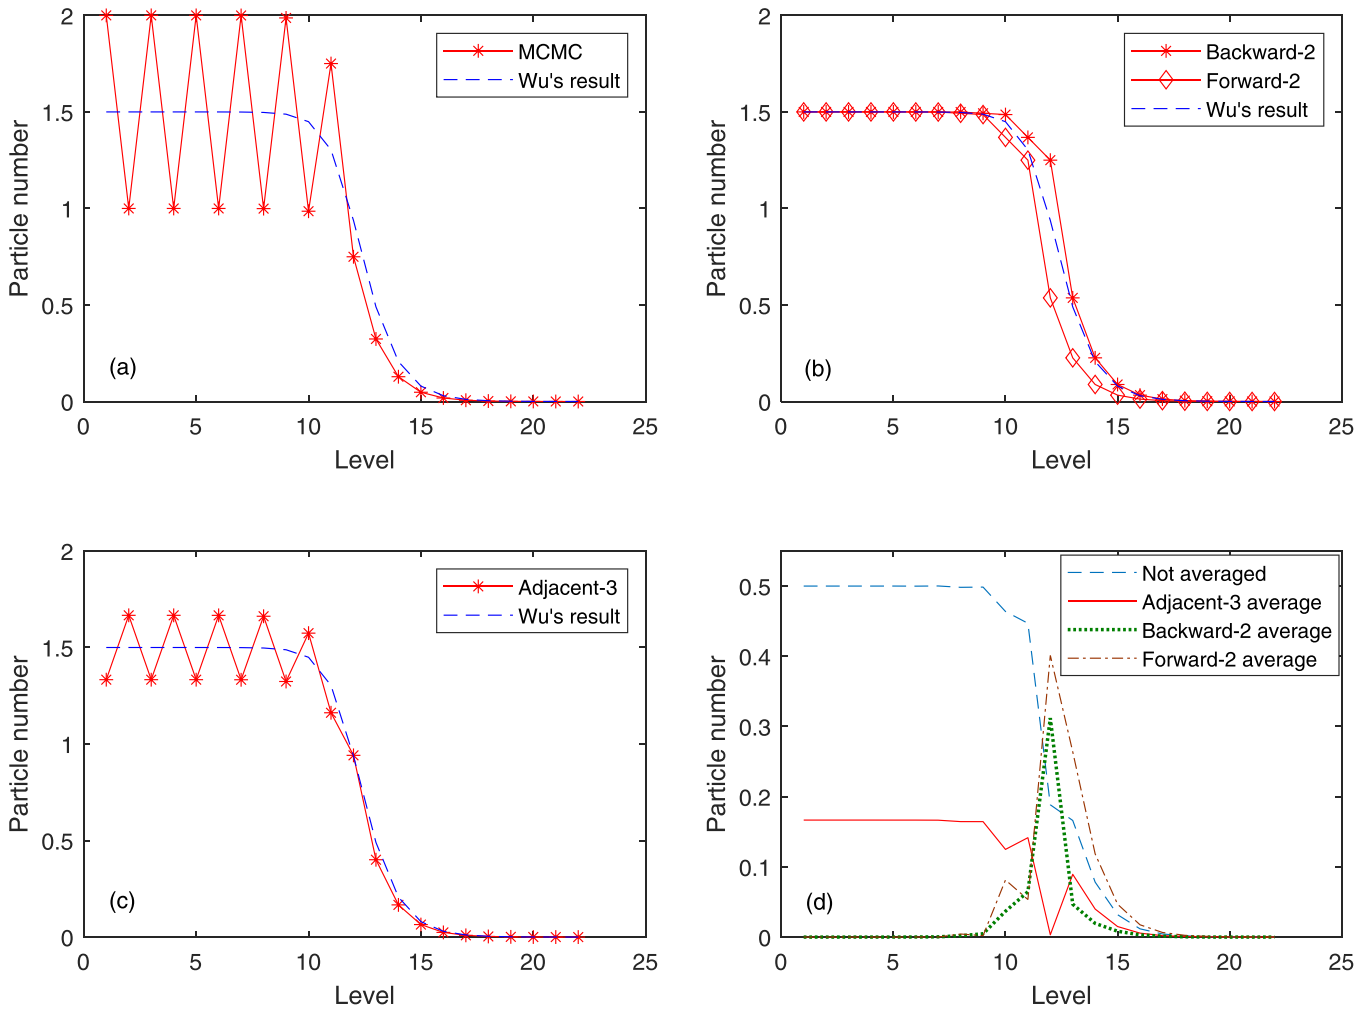 2
1.5
1
0.5
0
0 5 10 15 20 25
Particle number
Level
MCMC
Wu's result
(a)
2
1.5
1
0.5
0
0 5 10 15 20 25
Particle number
Level
Backward-2
Forward-2
Wu's result
(b)
2
1.5
1
0.5
0
0 5 10 15 20 25
Particle number
Level
Adjacent-3
Wu's result
(c)
0.5
0.4
0.3
0.2
0.1
0
0 5 10 15 20 25
Particle number
Level
Not averaged
Adjacent-3 average
Backward-2 average
Forward-2 average
(d)